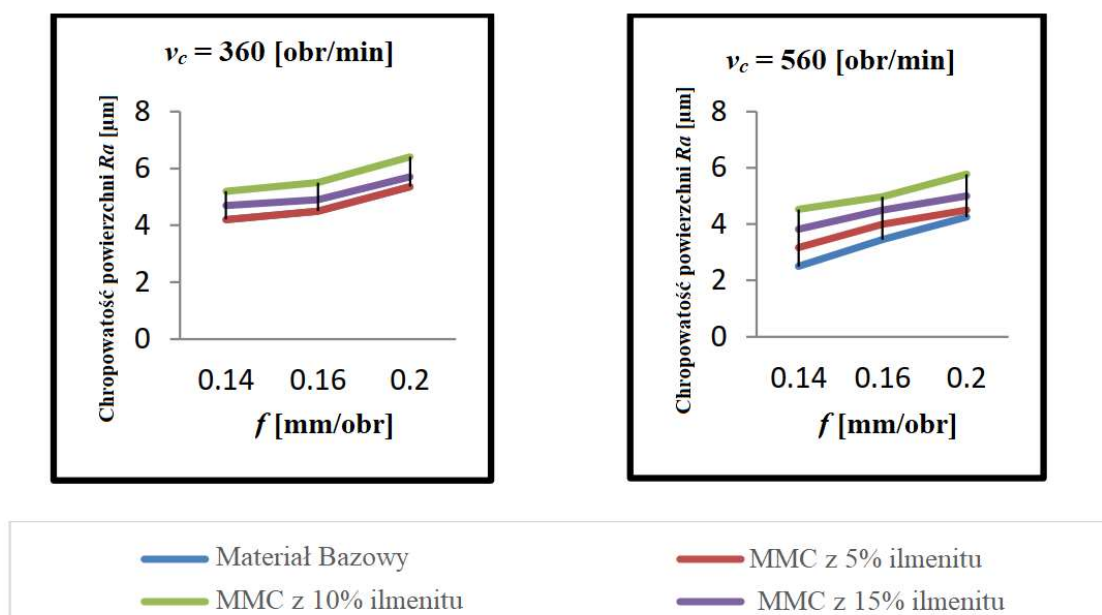 v_c = 360 [obr/min]
Chropowatość powierzchni Ra [µm]
8
6
4
2
0
0.14 0.16 0.2
f [mm/obr]
v_c = 560 [obr/min]
Chropowatość powierzchni Ra [µm]
8
6
4
2
0
0.14 0.16 0.2
f [mm/obr]
Materiał Bazowy
MMC z 5% ilmenitu
MMC z 10% ilmenitu
MMC z 15% ilmenitu